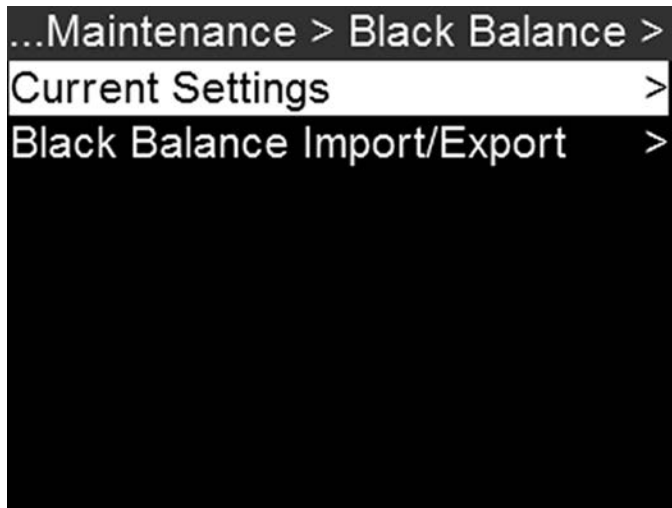 ...Maintenance > Black Balance >
Current Settings >
Black Balance Import/Export >